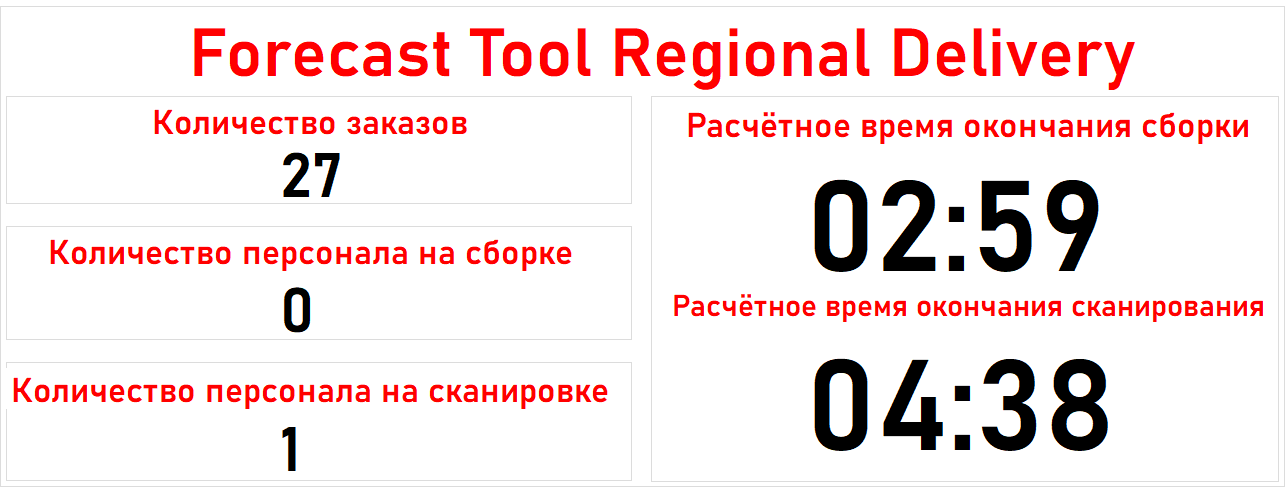 Forecast Tool Regional Delivery
Количество заказов
27
Количество персонала на сборке
0
Количество персонала на сканировке
1
Расчётное время окончания сборки
02:59
Расчётное время окончания сканирования
04:38